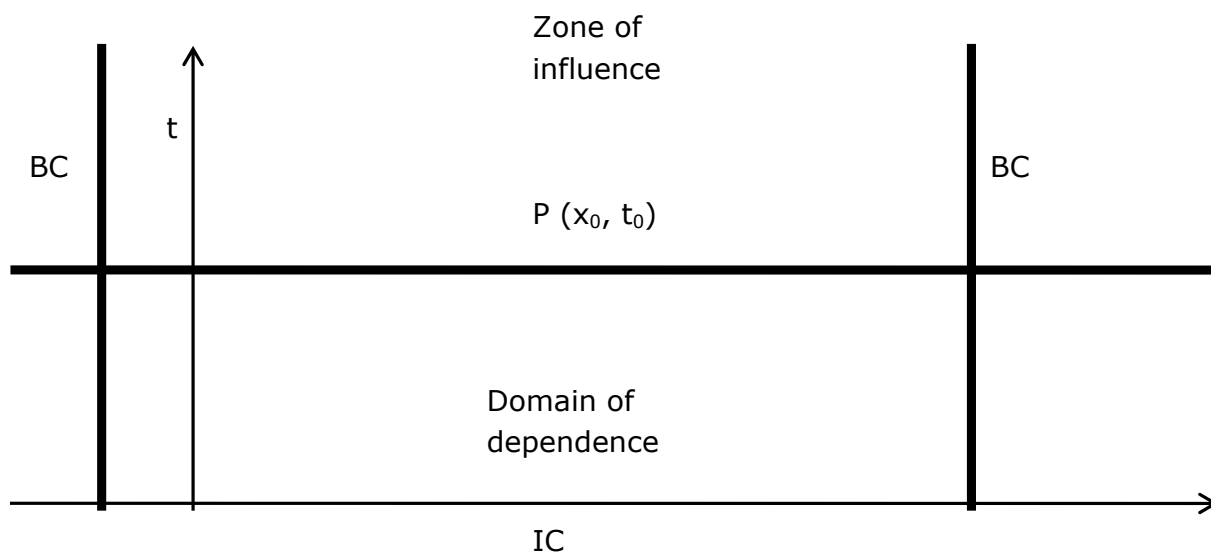 Zone of
influence
t
BC
BC
P (x₀, t₀)
Domain of
dependence
IC